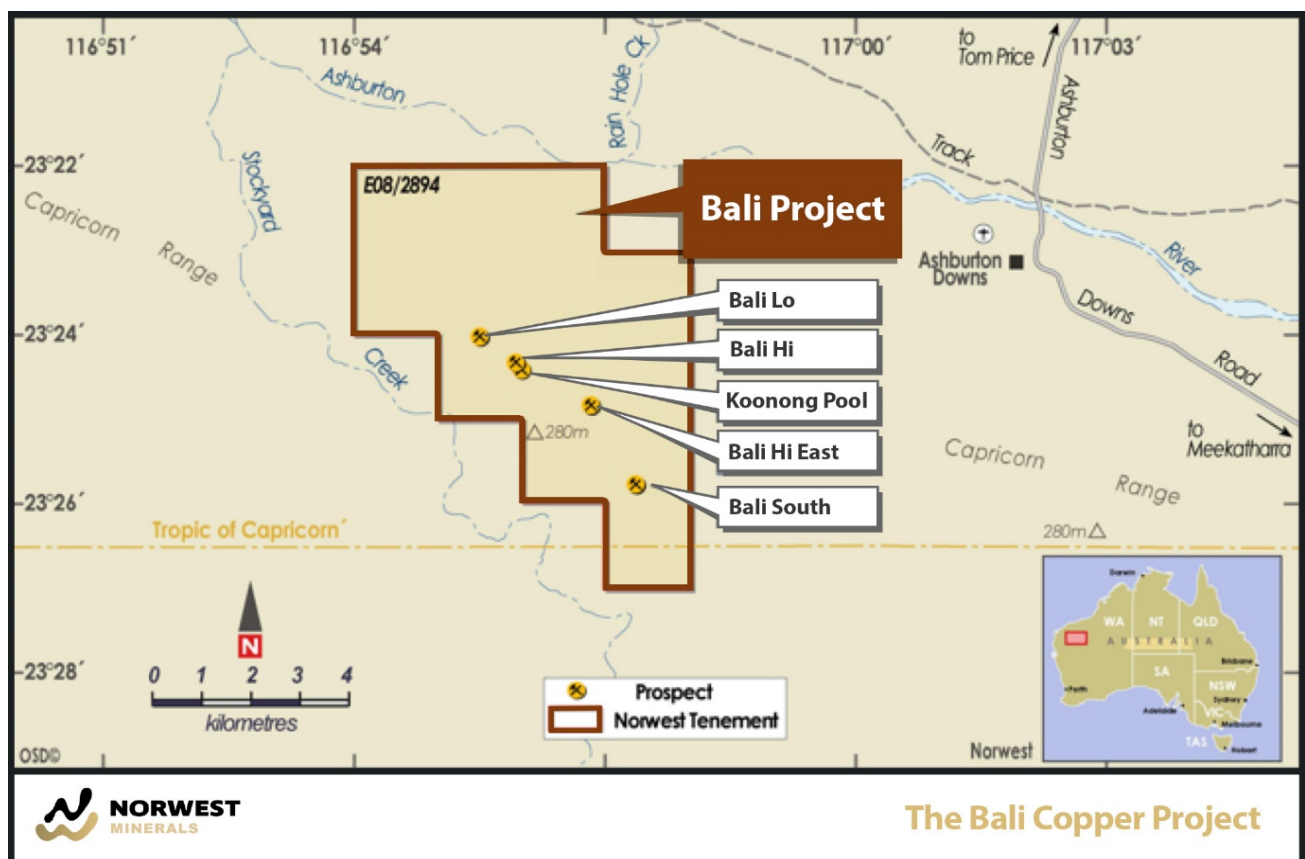 116°51´
116°54´
117°00´
117°03´
to
Tom Price
Ashburton
Rain Hole Ck
Ashburton
Track
-23°22´
E08/2894
Bali Project
Stockyard
Capricorn
Range
Ashburton
Downs
River
Bali Lo
Downs
-23°24´
Bali Hi
Creek
Road
Koonong Pool
280m
to
Meekatharra
Bali Hi East
Capricorn
Range
-23°26´
Bali South
Tropic of Capricorn´
280m
Darwin
WA
NT
QLD
AUSTRALIA
Brisbane
SA
NSW
Perth
Sydney
Adelaide
VIC
Melbourne
TAS
Hobart
N
-23°28´
0 1 2 3 4
kilometres
Prospect
Norwest Tenement
OSD©
Norwest
NORWEST
MINERALS
The Bali Copper Project